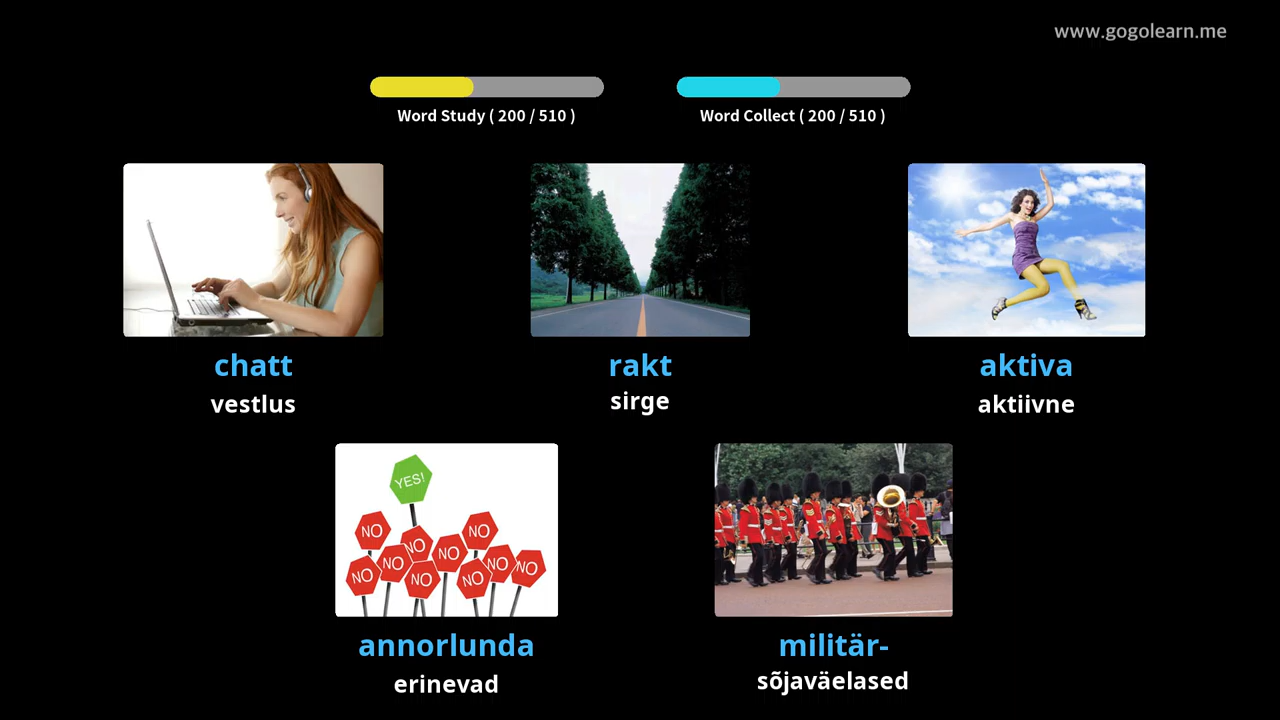 www.gogolearn.me
Word Study ( 200 / 510 )
Word Collect ( 200 / 510 )
chatt
vestlus
rakt
sirge
aktiva
aktiivne
YES!
NO
NO
NO
NO
NO
NO
NO
NO
NO
NO
annorlunda
erinevad
militär-
sõjaväelased